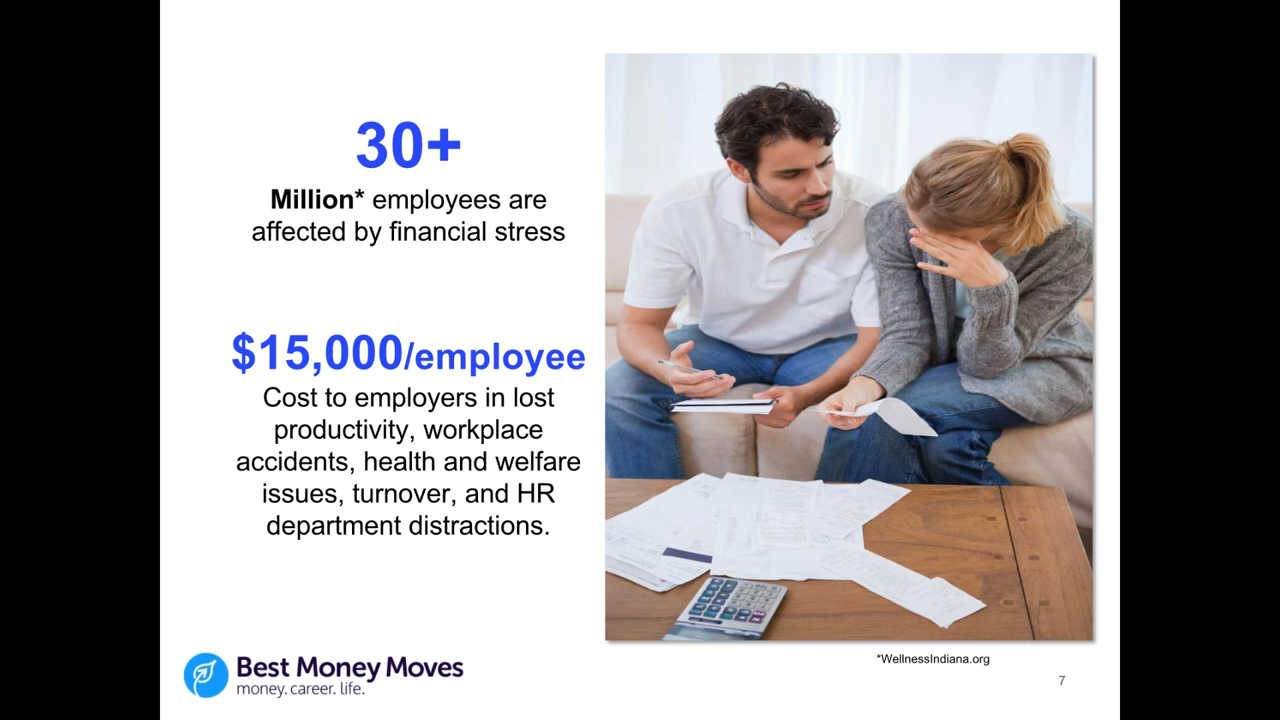 30+
Million* employees are
affected by financial stress
$15,000/employee
Cost to employers in lost
productivity, workplace
accidents, health and welfare
issues, turnover, and HR
department distractions.
Best Money Moves
money. career. life.
*WellnessIndiana.org
7